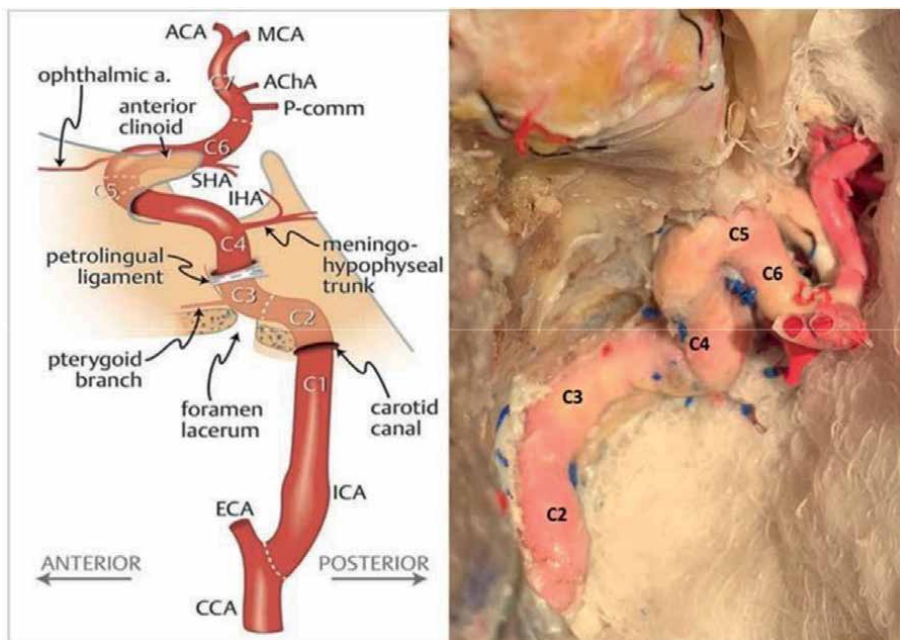 ACA
MCA
ophthalmic a.
C7
AChA
anterior
clinoid
P-comm
C6
SHA
C5
IHA
C4
petrolingual
ligament
meningo-
hypophyseal
trunk
C3
C2
pterygoid
branch
foramen
lacerum
C1
carotid
canal
ECA
ICA
ANTERIOR
POSTERIOR
CCA
C5
C6
C4
C3
C2